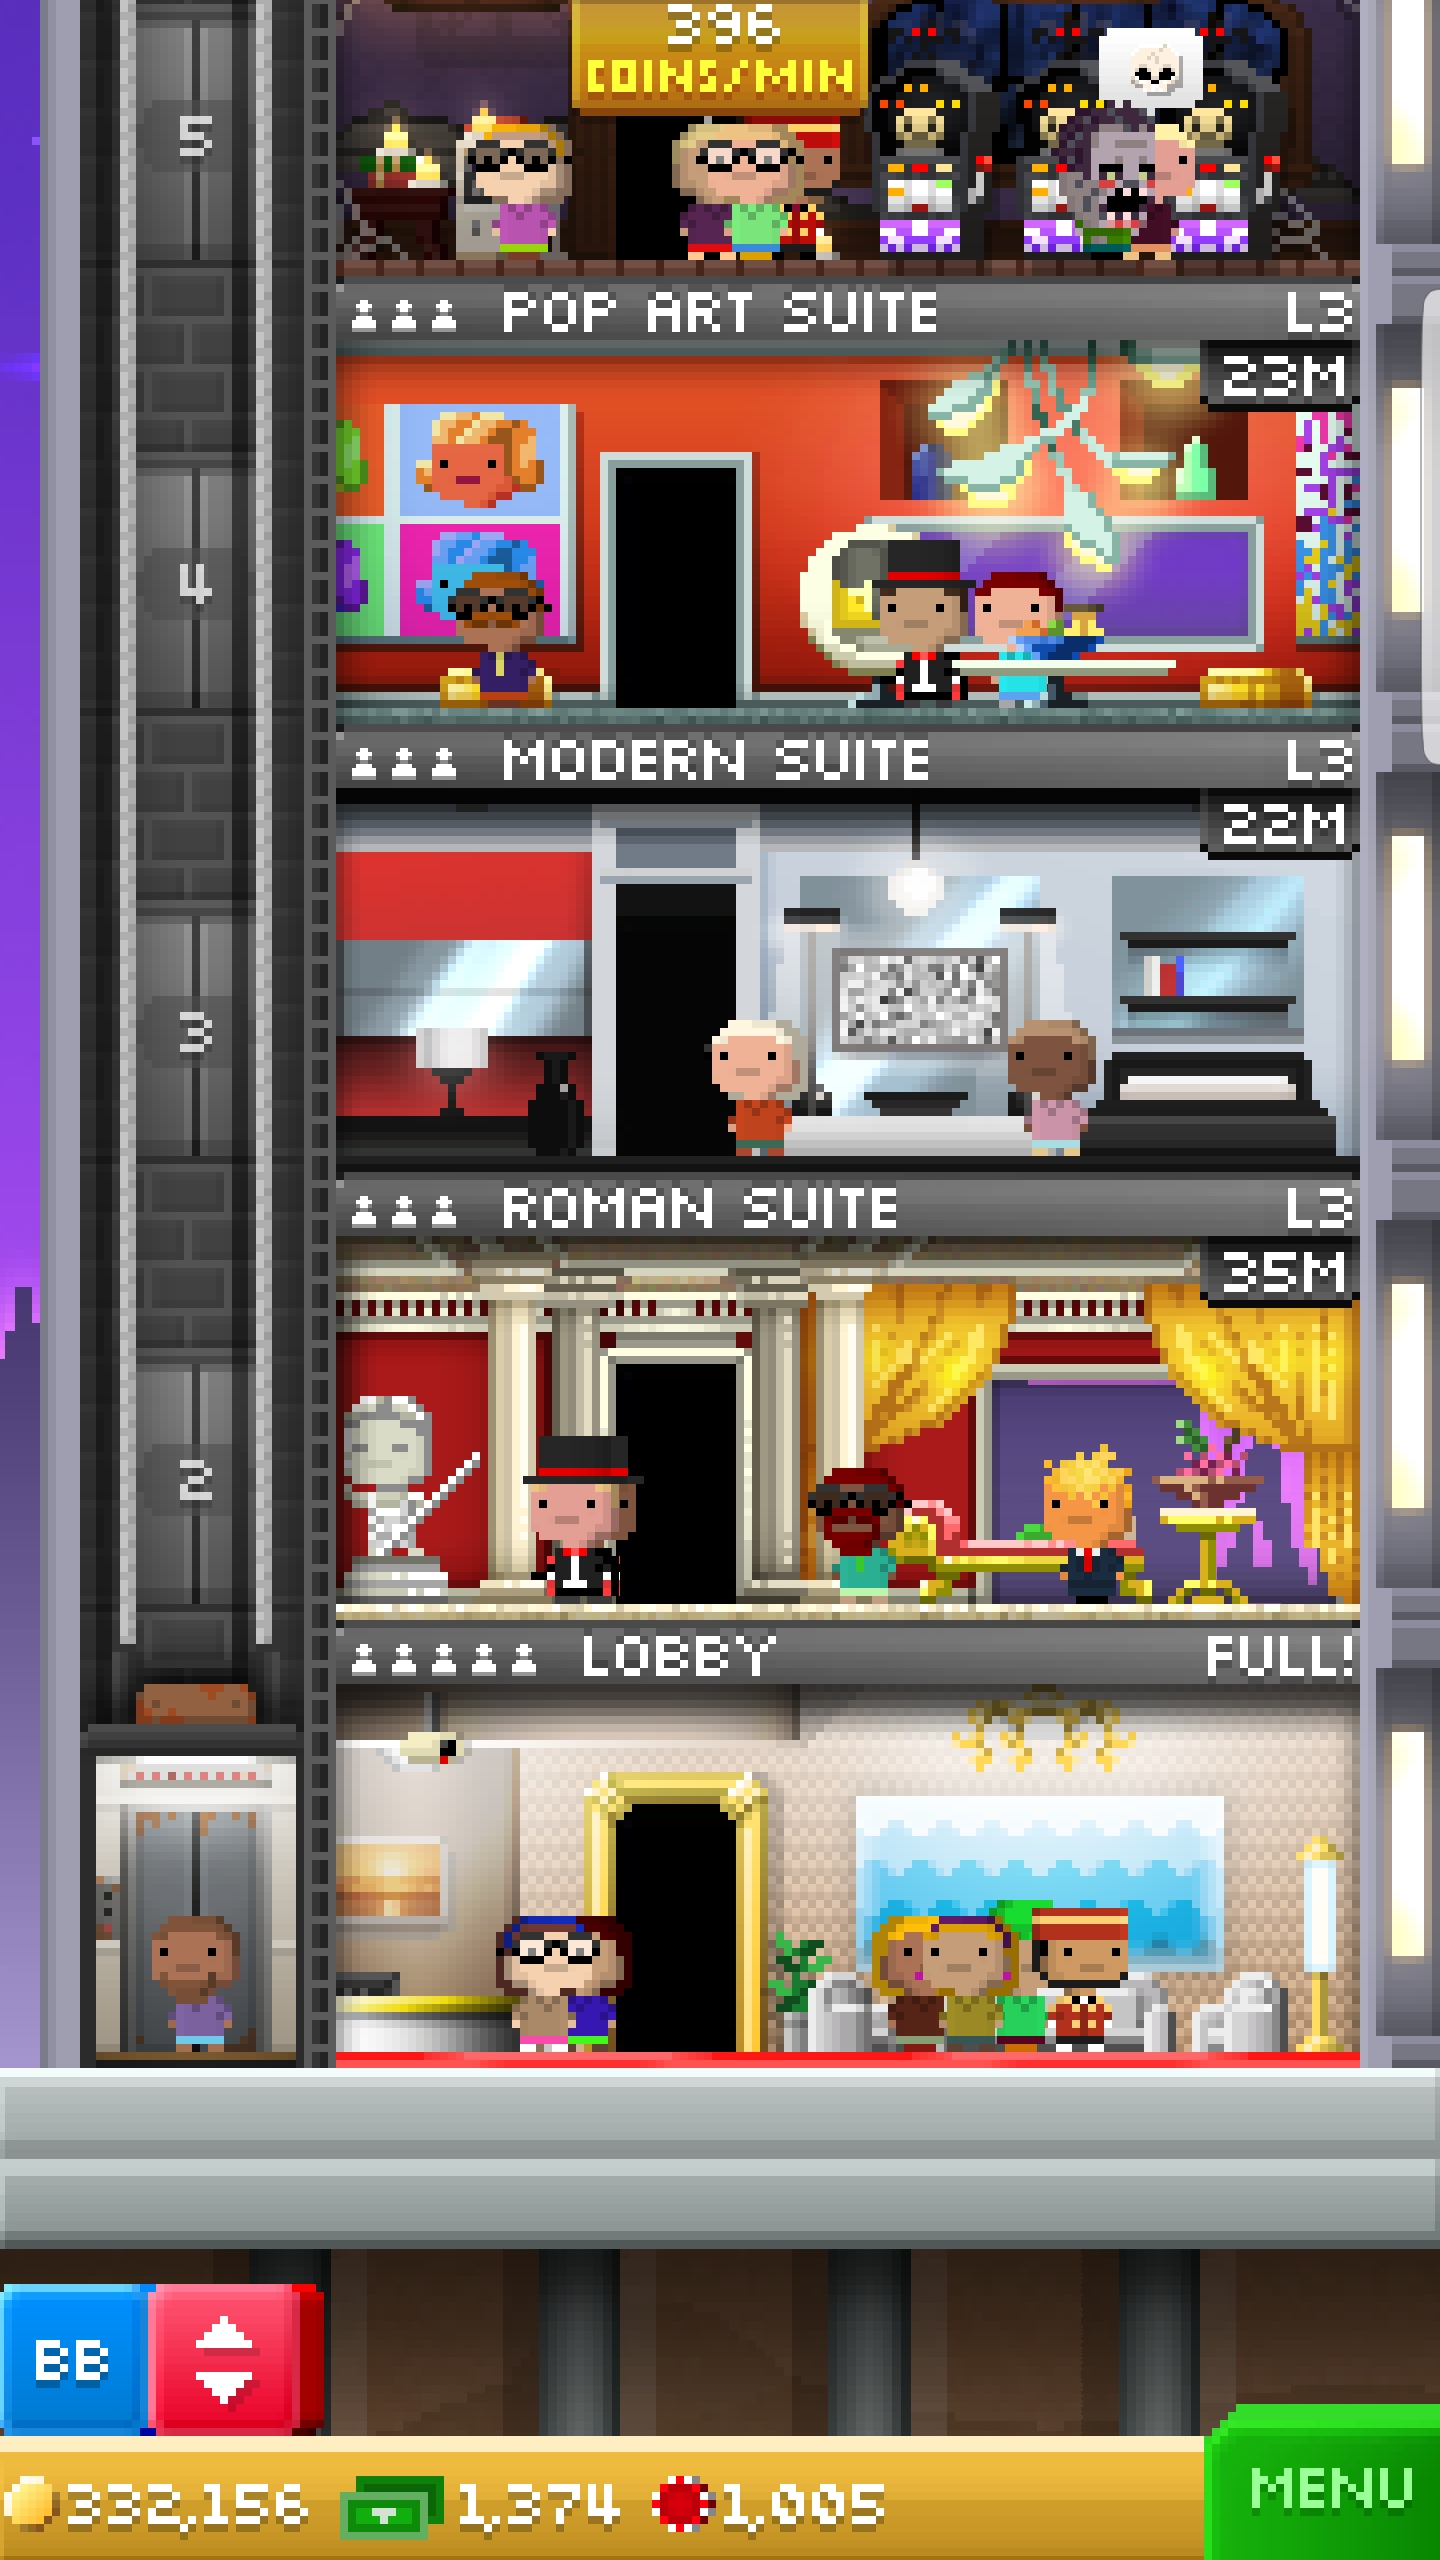 396
COINS/MIN
5
POP ART SUITE L3
23M
4
MODERN SUITE L3
22M
3
ROMAN SUITE L3
35M
2
LOBBY FULL!
BB
MENU
332,156 1,374 1,005